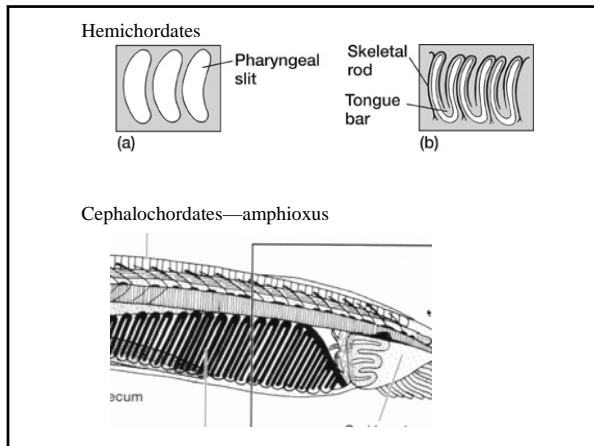 Hemichordates
Pharyngeal
slit
(a)
Skeletal
rod
Tongue
bar
(b)
Cephalochordates—amphioxus
ecum